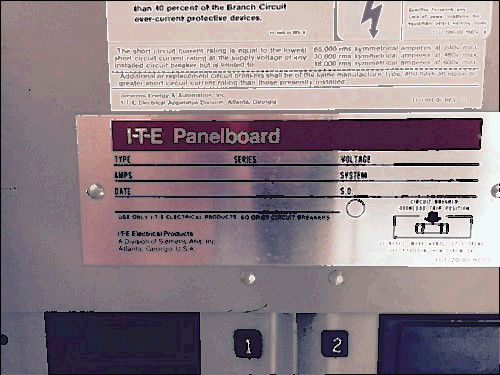 than 40 percent of the Branch Circuit
over-current protective devices.
The short circuit current rating is equal to the lowest
short circuit current rating at the supply voltage of any
installed circuit breaker but is limited to:
65,000 rms symmetrical amperes at 240v max.
30,000 rms symmetrical amperes at 480v max.
18,000 rms symmetrical amperes at 600v max.
Additional or replacement circuit breakers shall be of the same manufacture, type, and have an equal or
greater short circuit current rating than those presently installed.
Siemens Energy & Automation, Inc.
I-T-E Electrical Apparatus Division, Atlanta, Georgia
I-T-E Panelboard
TYPE SERIES VOLTAGE
AMPS SYSTEM
DATE S.O.
USE ONLY I-T-E ELECTRICAL PRODUCTS CIRCUIT BREAKERS
CIRCUIT BREAKER
OVERLOAD TRIP POSITION
I-T-E Electrical Products
A Division of Siemens-Allis, Inc.
Atlanta, Georgia U.S.A.
1 2